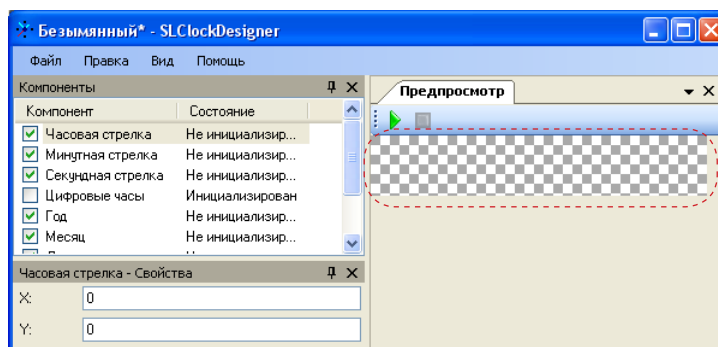 Безымянный* - SLClockDesigner
Файл Правка Вид Помощь
Компоненты
Компонент Состояние
Часовая стрелка Не инициализир...
Минутная стрелка Не инициализир...
Секундная стрелка Не инициализир...
Цифровые часы Инициализирован
Год Не инициализир...
Месяц Не инициализир...
Часовая стрелка - Свойства
X: 0
Y: 0
Предпросмотр